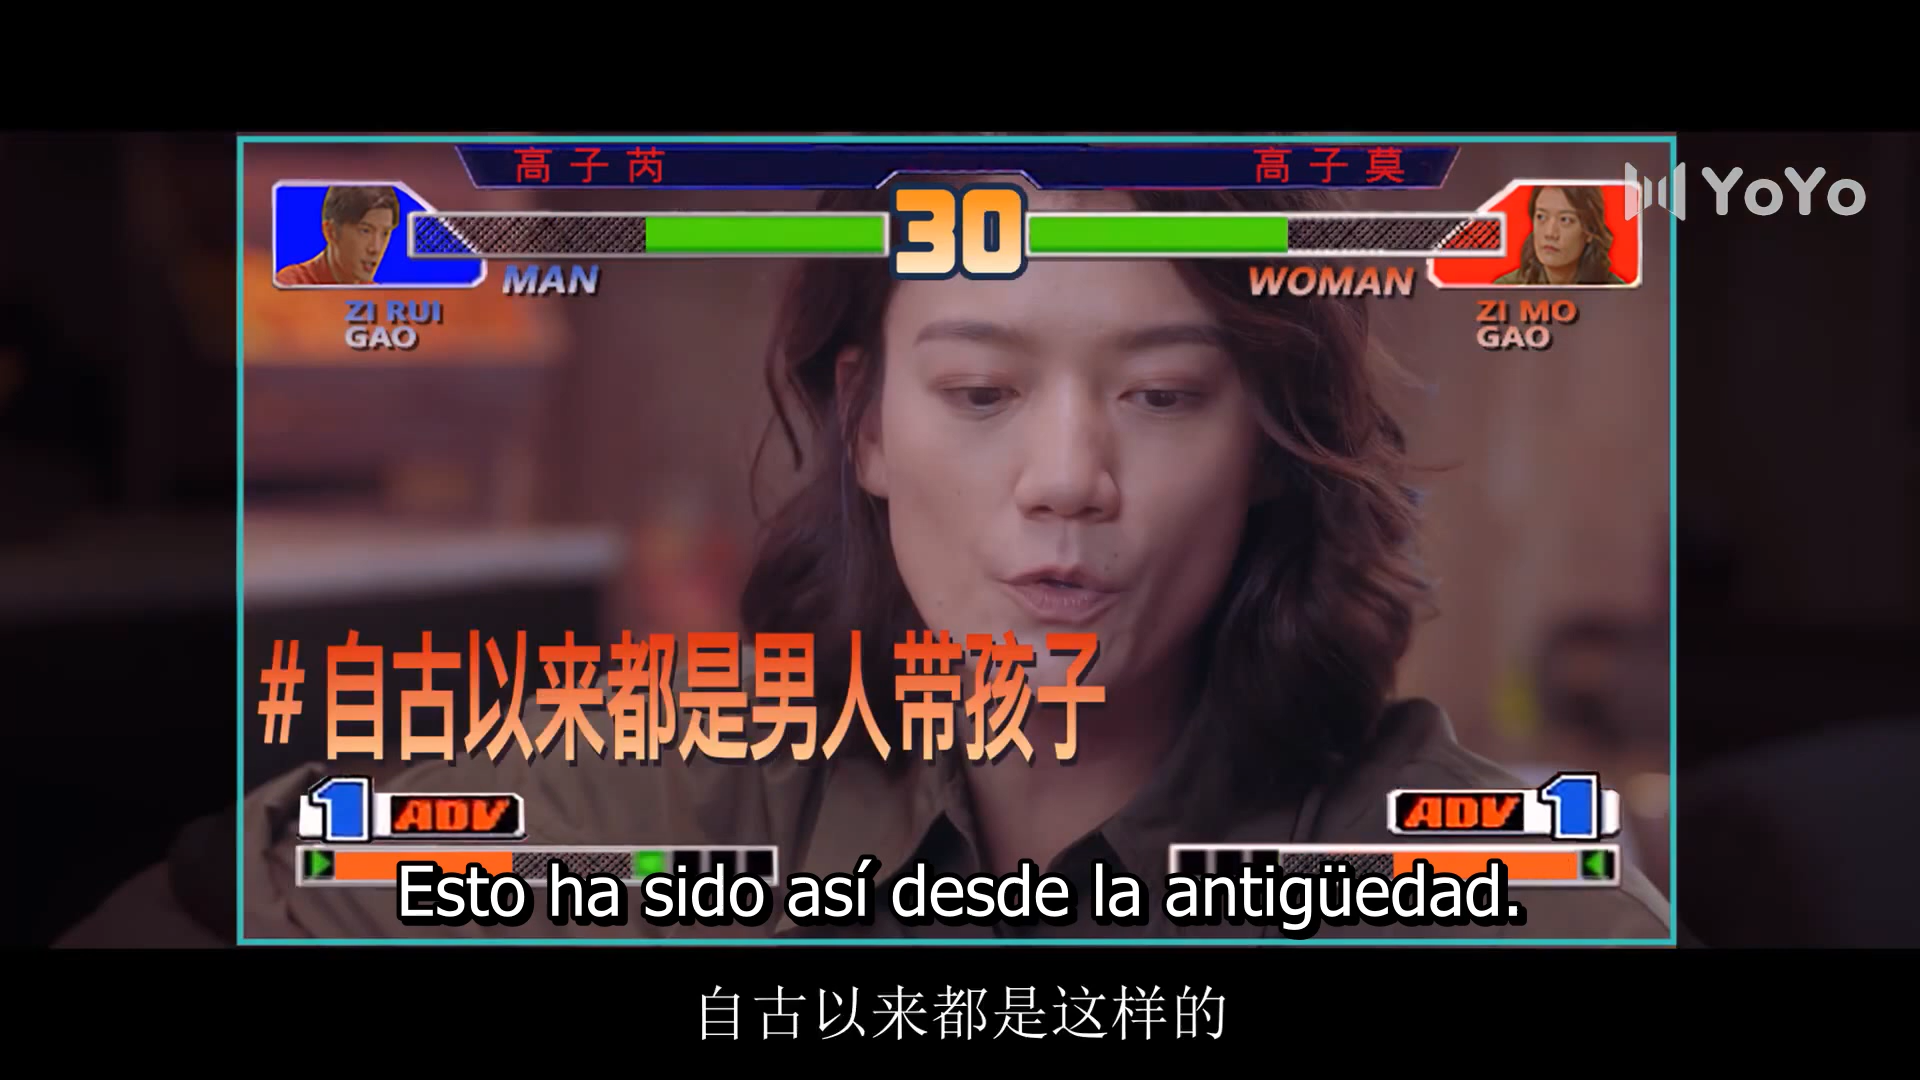 高子芮
高子莫
YoYo
30
MAN
WOMAN
ZI RUI
GAO
ZI MO
GAO
#自古以来都是男人带孩子
1 ADV
ADV 1
Esto ha sido así desde la antigüedad.
自古以来都是这样的